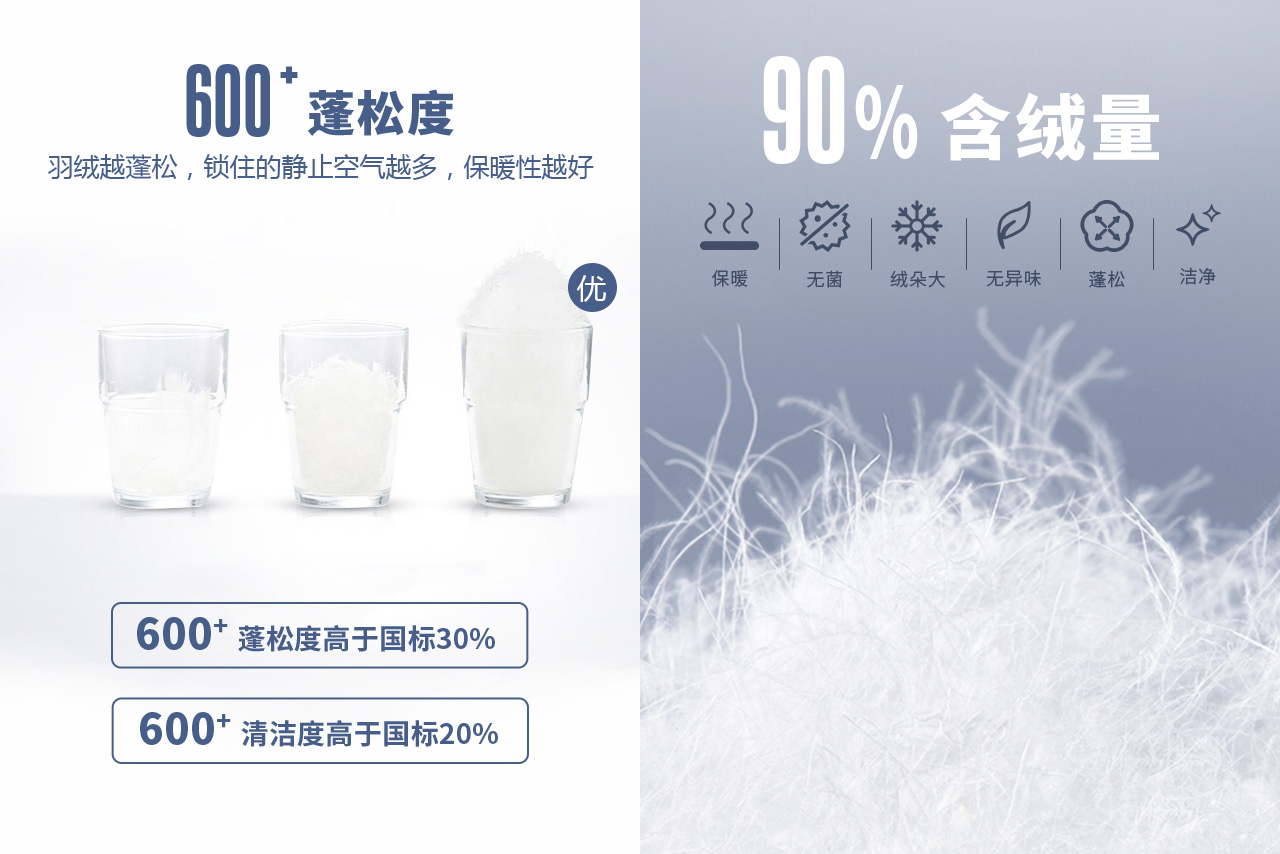 600+ 蓬松度
羽绒越蓬松，锁住的静止空气越多，保暖性越好
优
600+ 蓬松度高于国标30%
600+ 清洁度高于国标20%
90% 含绒量
保暖
无菌
绒朵大
无异味
蓬松
洁净